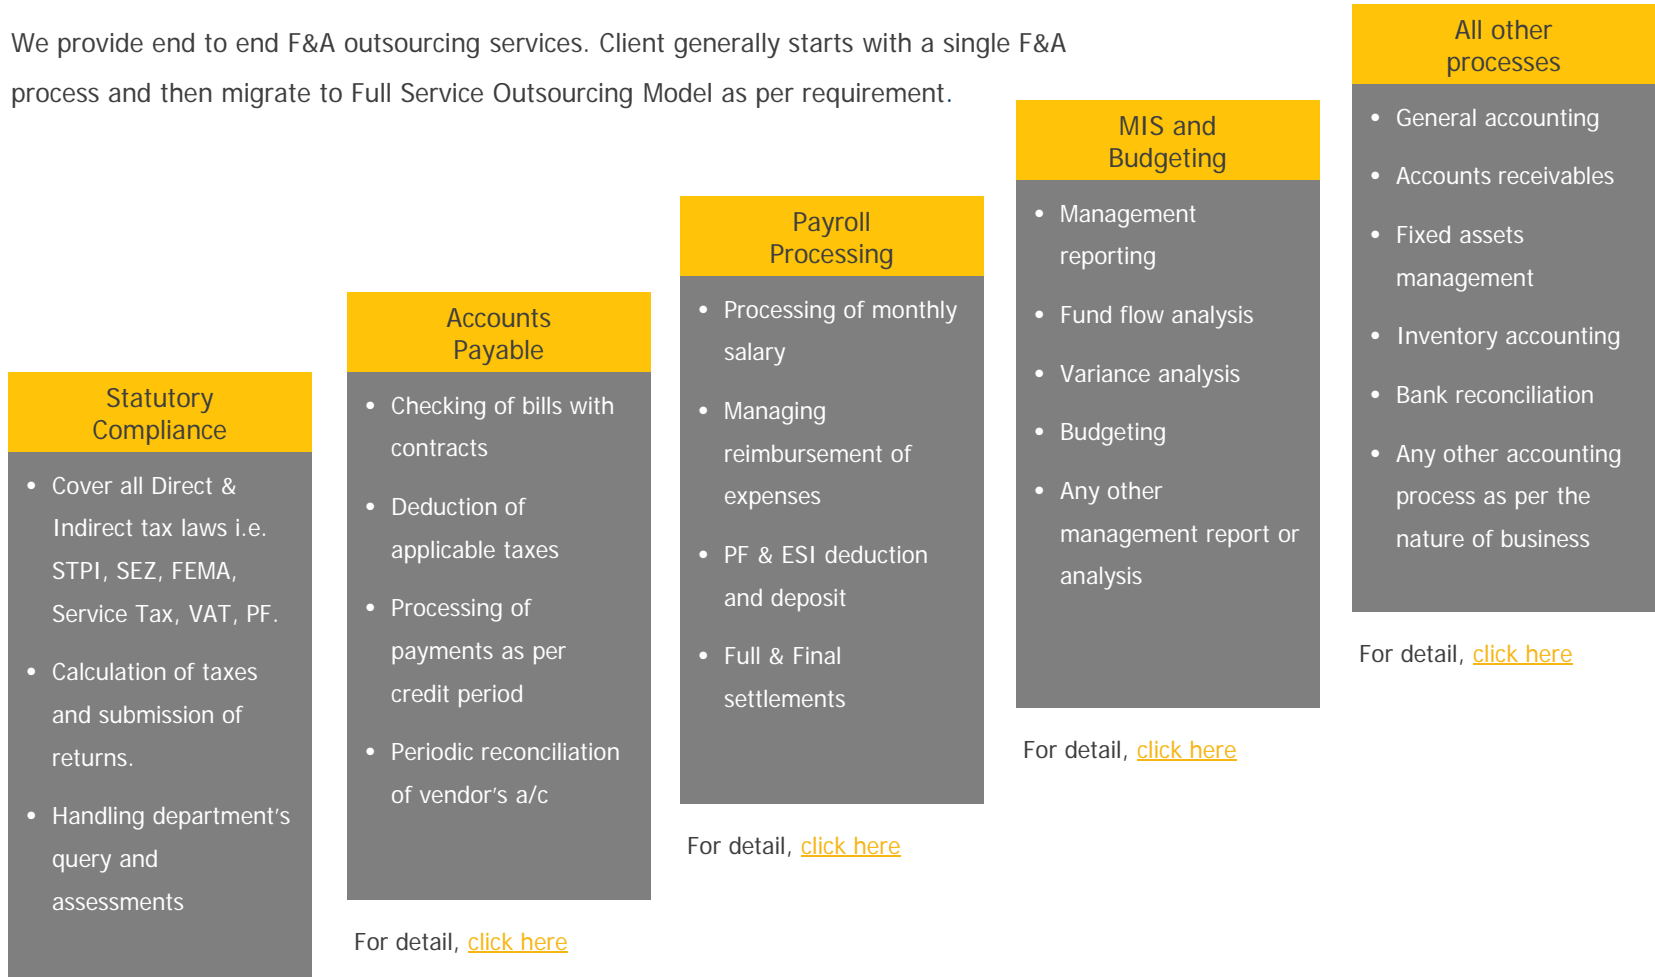 We provide end to end F&A outsourcing services. Client generally starts with a single F&A
process and then migrate to Full Service Outsourcing Model as per requirement.
Statutory
Compliance
• Cover all Direct &
Indirect tax laws i.e.
STPI, SEZ, FEMA,
Service Tax, VAT, PF.
• Calculation of taxes
and submission of
returns.
• Handling department's
query and
assessments
Accounts
Payable
• Checking of bills with
contracts
• Deduction of
applicable taxes
• Processing of
payments as per
credit period
• Periodic reconciliation
of vendor's a/c
For detail, click here
Payroll
Processing
• Processing of monthly
salary
• Managing
reimbursement of
expenses
• PF & ESI deduction
and deposit
• Full & Final
settlements
For detail, click here
MIS and
Budgeting
• Management
reporting
• Fund flow analysis
• Variance analysis
• Budgeting
• Any other
management report or
analysis
For detail, click here
All other
processes
• General accounting
• Accounts receivables
• Fixed assets
management
• Inventory accounting
• Bank reconciliation
• Any other accounting
process as per the
nature of business
For detail, click here